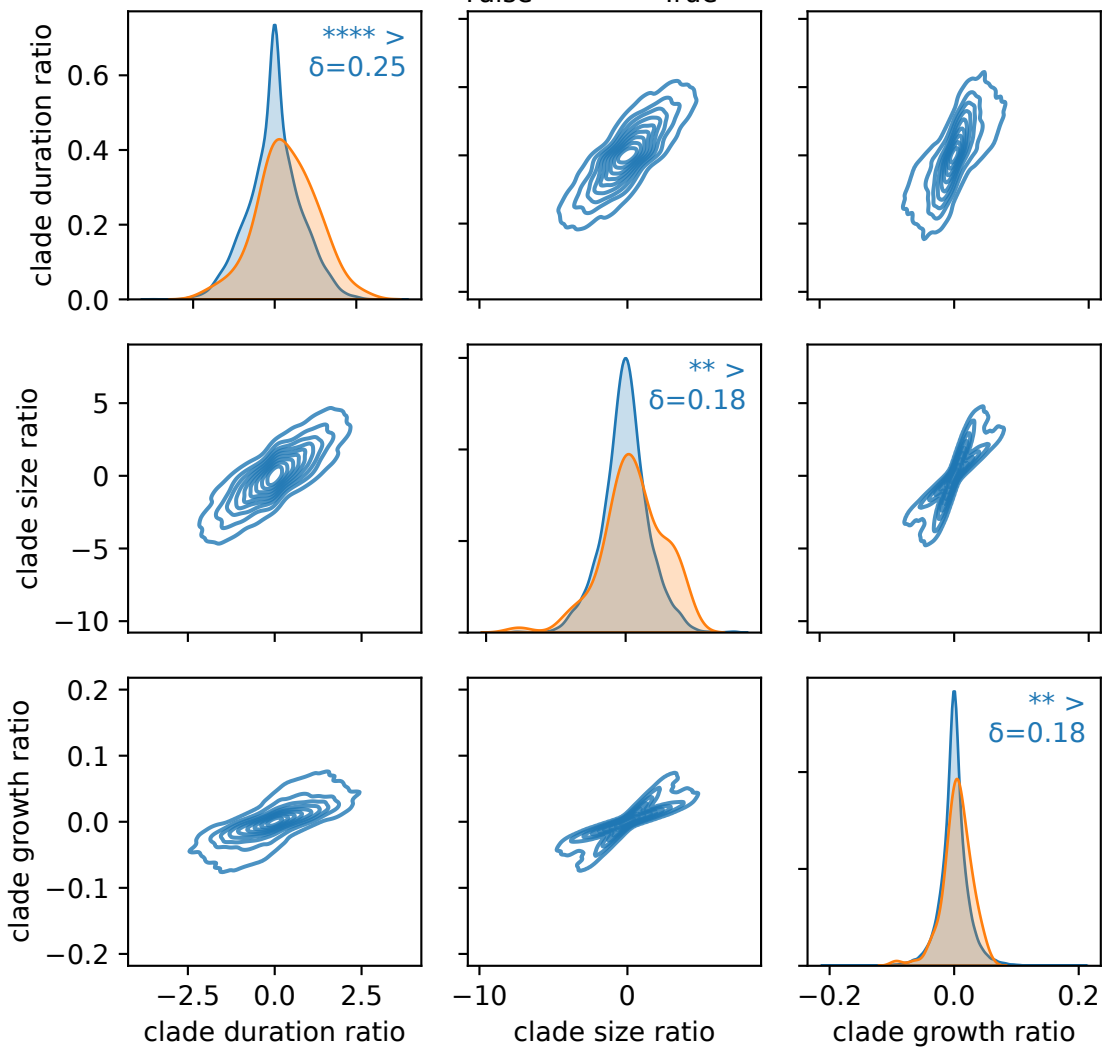 **** >
δ=0.25
clade duration ratio
0.6
0.4
0.2
0.0
** >
δ=0.18
clade size ratio
5
0
−5
−10
** >
δ=0.18
clade growth ratio
0.2
0.1
0.0
−0.1
−0.2
−2.5 0.0 2.5 −10 0 −0.2 0.0 0.2
clade duration ratio clade size ratio clade growth ratio